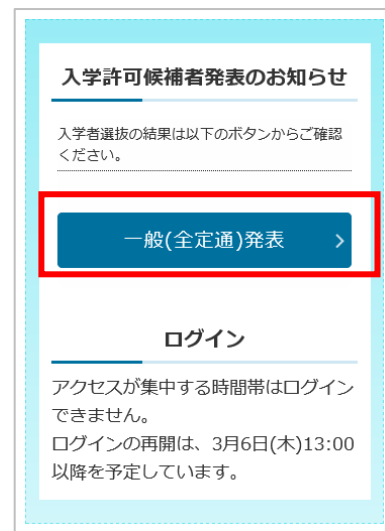 入学許可候補者発表のお知らせ
入学者選抜の結果は以下のボタンからご確認
ください。
一般(全定通)発表
ログイン
アクセスが集中する時間帯はログイン
できません。
ログインの再開は、3月6日(木)13:00
以降を予定しています。